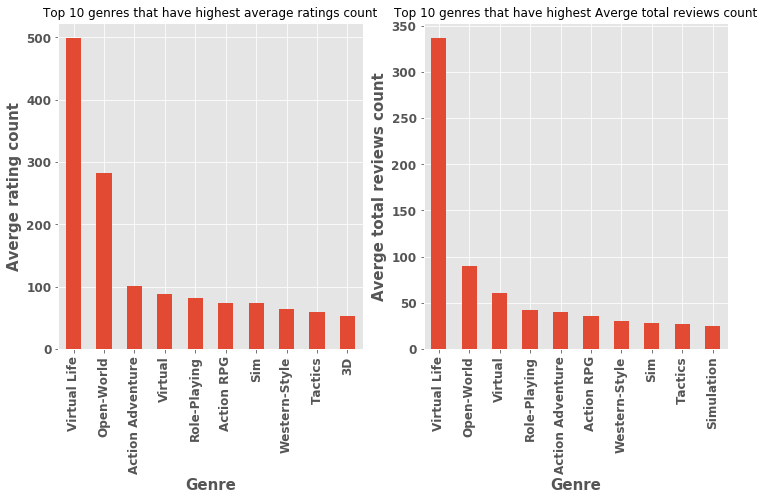 Top 10 genres that have highest average ratings count
Averge rating count
500
400
300
200
100
0
Virtual Life
Open-World
Action Adventure
Virtual
Role-Playing
Action RPG
Sim
Western-Style
Tactics
3D
Genre
Top 10 genres that have highest Averge total reviews count
Averge total reviews count
350
300
250
200
150
100
50
0
Virtual Life
Open-World
Virtual
Role-Playing
Action Adventure
Action RPG
Western-Style
Sim
Tactics
Simulation
Genre